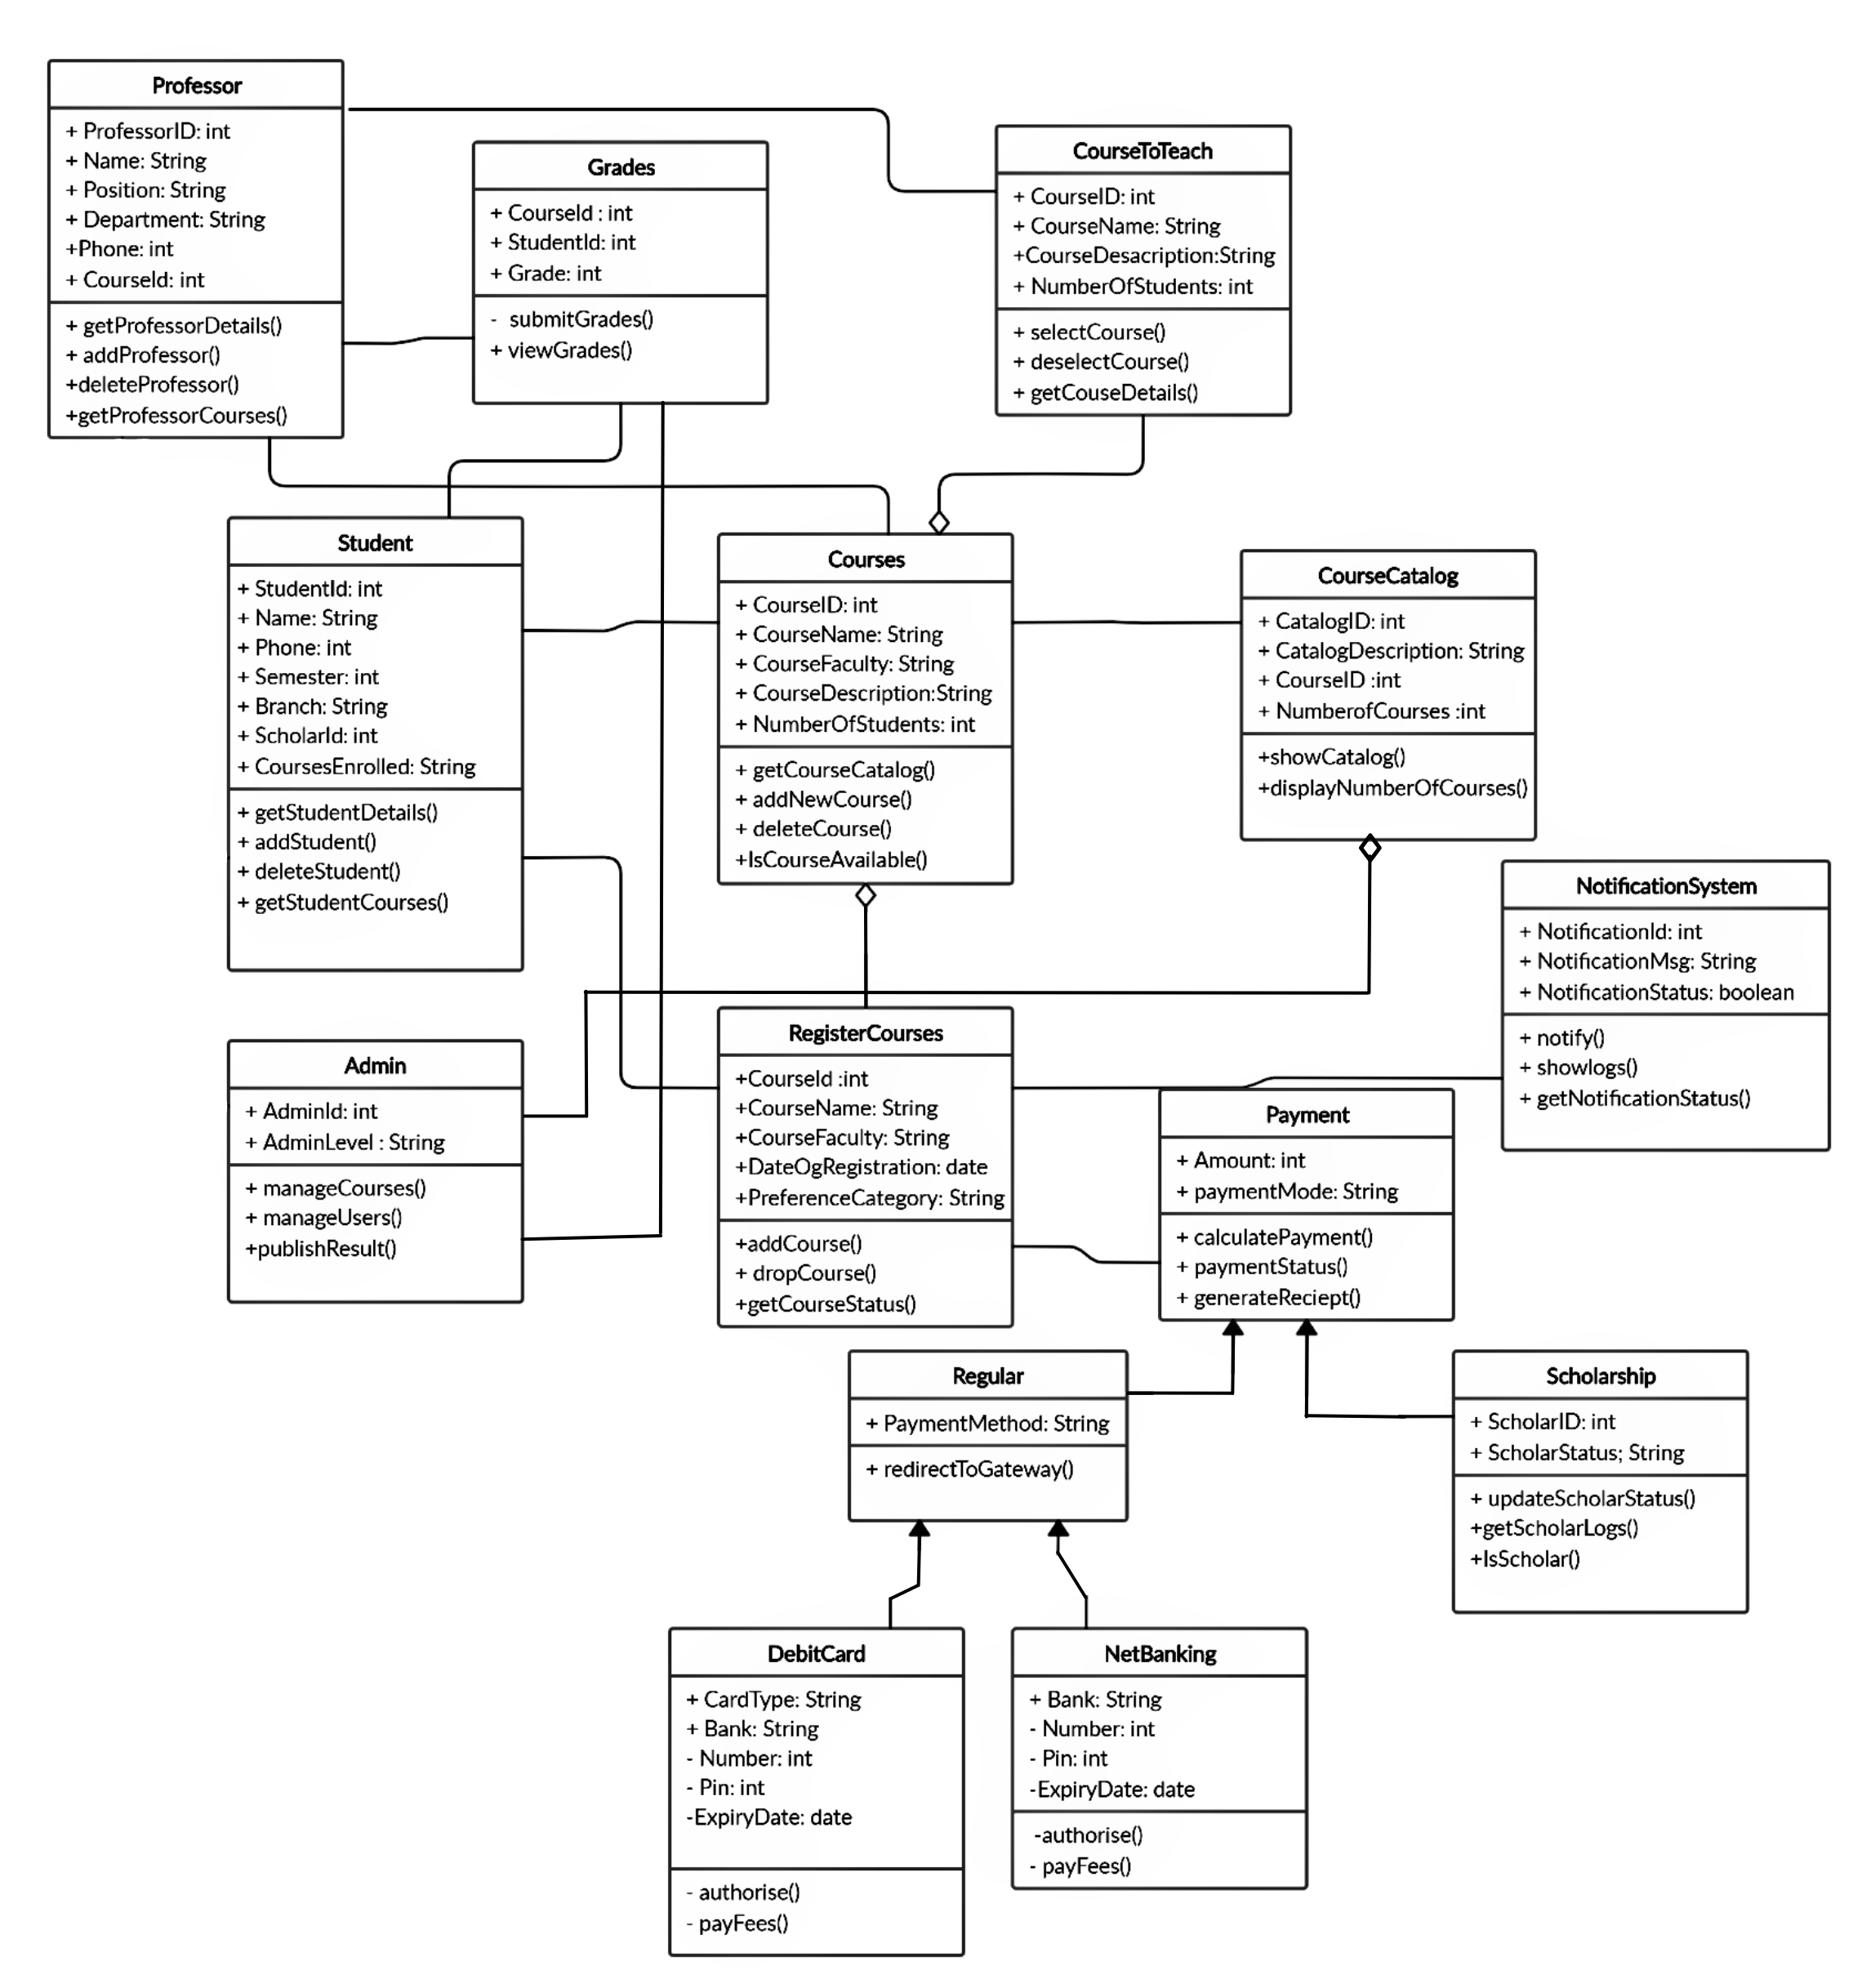 Professor
+ ProfessorID: int
+ Name: String
+ Position: String
+ Department: String
+Phone: int
+ CourseId: int
+ getProfessorDetails()
+ addProfessor()
+deleteProfessor()
+getProfessorCourses()
Grades
+ CourseId : int
+ StudentId: int
+ Grade: int
- submitGrades()
+ viewGrades()
CourseToTeach
+ CourseID: int
+ CourseName: String
+CourseDesacription:String
+ NumberOfStudents: int
+ selectCourse()
+ deselectCourse()
+ getCouseDetails()
Student
+ StudentId: int
+ Name: String
+ Phone: int
+ Semester: int
+ Branch: String
+ ScholarId: int
+ CoursesEnrolled: String
+ getStudentDetails()
+ addStudent()
+ deleteStudent()
+ getStudentCourses()
Courses
+ CourseID: int
+ CourseName: String
+ CourseFaculty: String
+ CourseDescription:String
+ NumberOfStudents: int
+ getCourseCatalog()
+ addNewCourse()
+ deleteCourse()
+IsCourseAvailable()
CourseCatalog
+ CatalogID: int
+ CatalogDescription: String
+ CourseID :int
+ NumberofCourses :int
+showCatalog()
+displayNumberOfCourses()
NotificationSystem
+ NotificationId: int
+ NotificationMsg: String
+ NotificationStatus: boolean
+ notify()
+ showlogs()
+ getNotificationStatus()
Admin
+ AdminId: int
+ AdminLevel : String
+ manageCourses()
+ manageUsers()
+publishResult()
RegisterCourses
+CourseId :int
+CourseName: String
+CourseFaculty: String
+DateOgRegistration: date
+PreferenceCategory: String
+addCourse()
+ dropCourse()
+getCourseStatus()
Payment
+ Amount: int
+ paymentMode: String
+ calculatePayment()
+ paymentStatus()
+ generateReciept()
Regular
+ PaymentMethod: String
+ redirectToGateway()
Scholarship
+ ScholarID: int
+ ScholarStatus; String
+ updateScholarStatus()
+getScholarLogs()
+IsScholar()
DebitCard
+ CardType: String
+ Bank: String
- Number: int
- Pin: int
-ExpiryDate: date
- authorise()
- payFees()
NetBanking
+ Bank: String
- Number: int
- Pin: int
-ExpiryDate: date
-authorise()
- payFees()